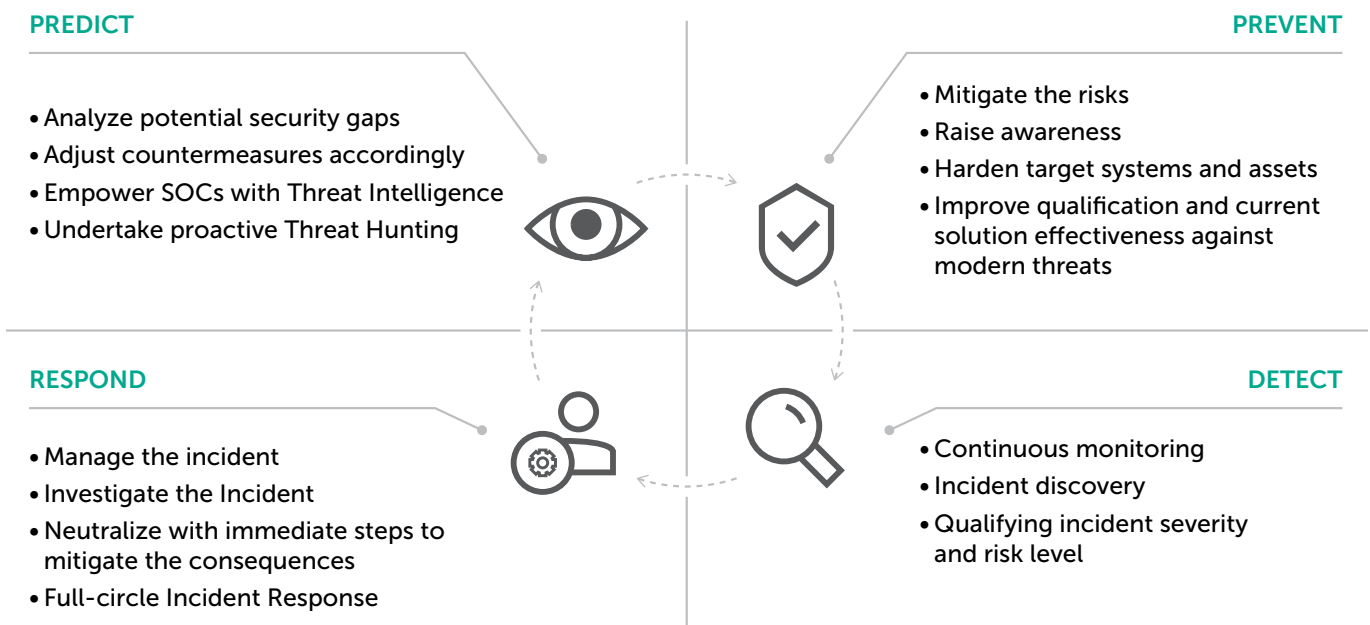 PREDICT
• Analyze potential security gaps
• Adjust countermeasures accordingly
• Empower SOCs with Threat Intelligence
• Undertake proactive Threat Hunting
PREVENT
• Mitigate the risks
• Raise awareness
• Harden target systems and assets
• Improve qualification and current
solution effectiveness against
modern threats
RESPOND
• Manage the incident
• Investigate the Incident
• Neutralize with immediate steps to
mitigate the consequences
• Full-circle Incident Response
DETECT
• Continuous monitoring
• Incident discovery
• Qualifying incident severity
and risk level